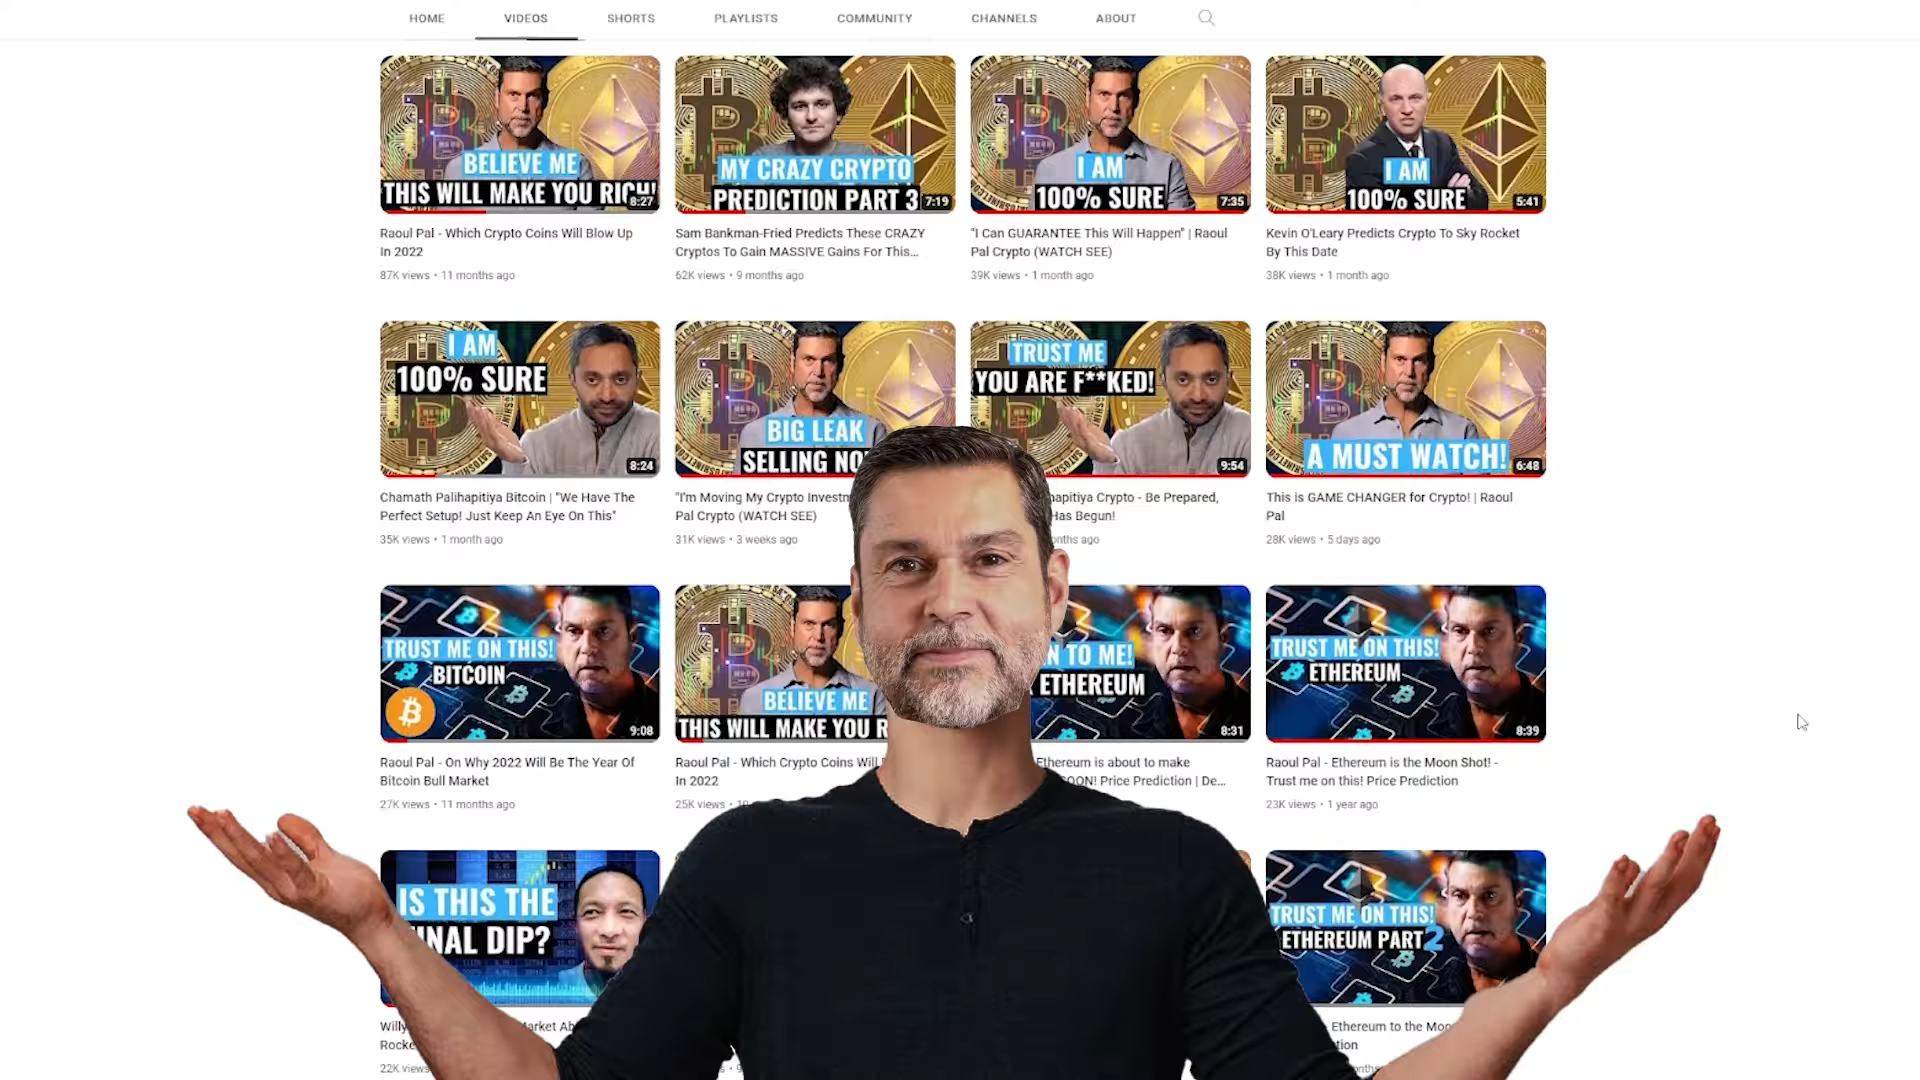 HOME VIDEOS SHORTS PLAYLISTS COMMUNITY CHANNELS ABOUT
BELIEVE ME
THIS WILL MAKE YOU RICH!
8:27
Raoul Pal - Which Crypto Coins Will Blow Up
In 2022
87K views • 11 months ago
MY CRAZY CRYPTO
PREDICTION PART 3
7:19
Sam Bankman-Fried Predicts These CRAZY
Cryptos To Gain MASSIVE Gains For This...
62K views • 9 months ago
I AM
100% SURE
7:35
"I Can GUARANTEE This Will Happen" | Raoul
Pal Crypto (WATCH SEE)
39K views • 1 month ago
I AM
100% SURE
5:41
Kevin O'Leary Predicts Crypto To Sky Rocket
By This Date
38K views • 1 month ago
I AM
100% SURE
8:24
Chamath Palihapitiya Bitcoin | "We Have The
Perfect Setup! Just Keep An Eye On This"
35K views • 1 month ago
BIG LEAK
SELLING NO
"I'm Moving My Crypto Investm
Pal Crypto (WATCH SEE)
31K views • 3 weeks ago
TRUST ME
YOU ARE F**KED!
9:54
hapitiya Crypto - Be Prepared,
Has Begun!
onths ago
A MUST WATCH!
6:48
This is GAME CHANGER for Crypto! | Raoul
Pal
28K views • 5 days ago
TRUST ME ON THIS!
BITCOIN
9:08
Raoul Pal - On Why 2022 Will Be The Year Of
Bitcoin Bull Market
27K views • 11 months ago
BELIEVE ME
THIS WILL MAKE YOU R
Raoul Pal - Which Crypto Coins Will
In 2022
25K views
N TO ME!
ETHEREUM
8:31
Ethereum is about to make
OON! Price Prediction | De...
TRUST ME ON THIS!
ETHEREUM
8:39
Raoul Pal - Ethereum is the Moon Shot! -
Trust me on this! Price Prediction
23K views • 1 year ago
IS THIS THE
INAL DIP?
Willy
arket Ab
Rocke
22K views
TRUST ME ON THIS!
ETHEREUM PART 2
Ethereum to the Moo
tion